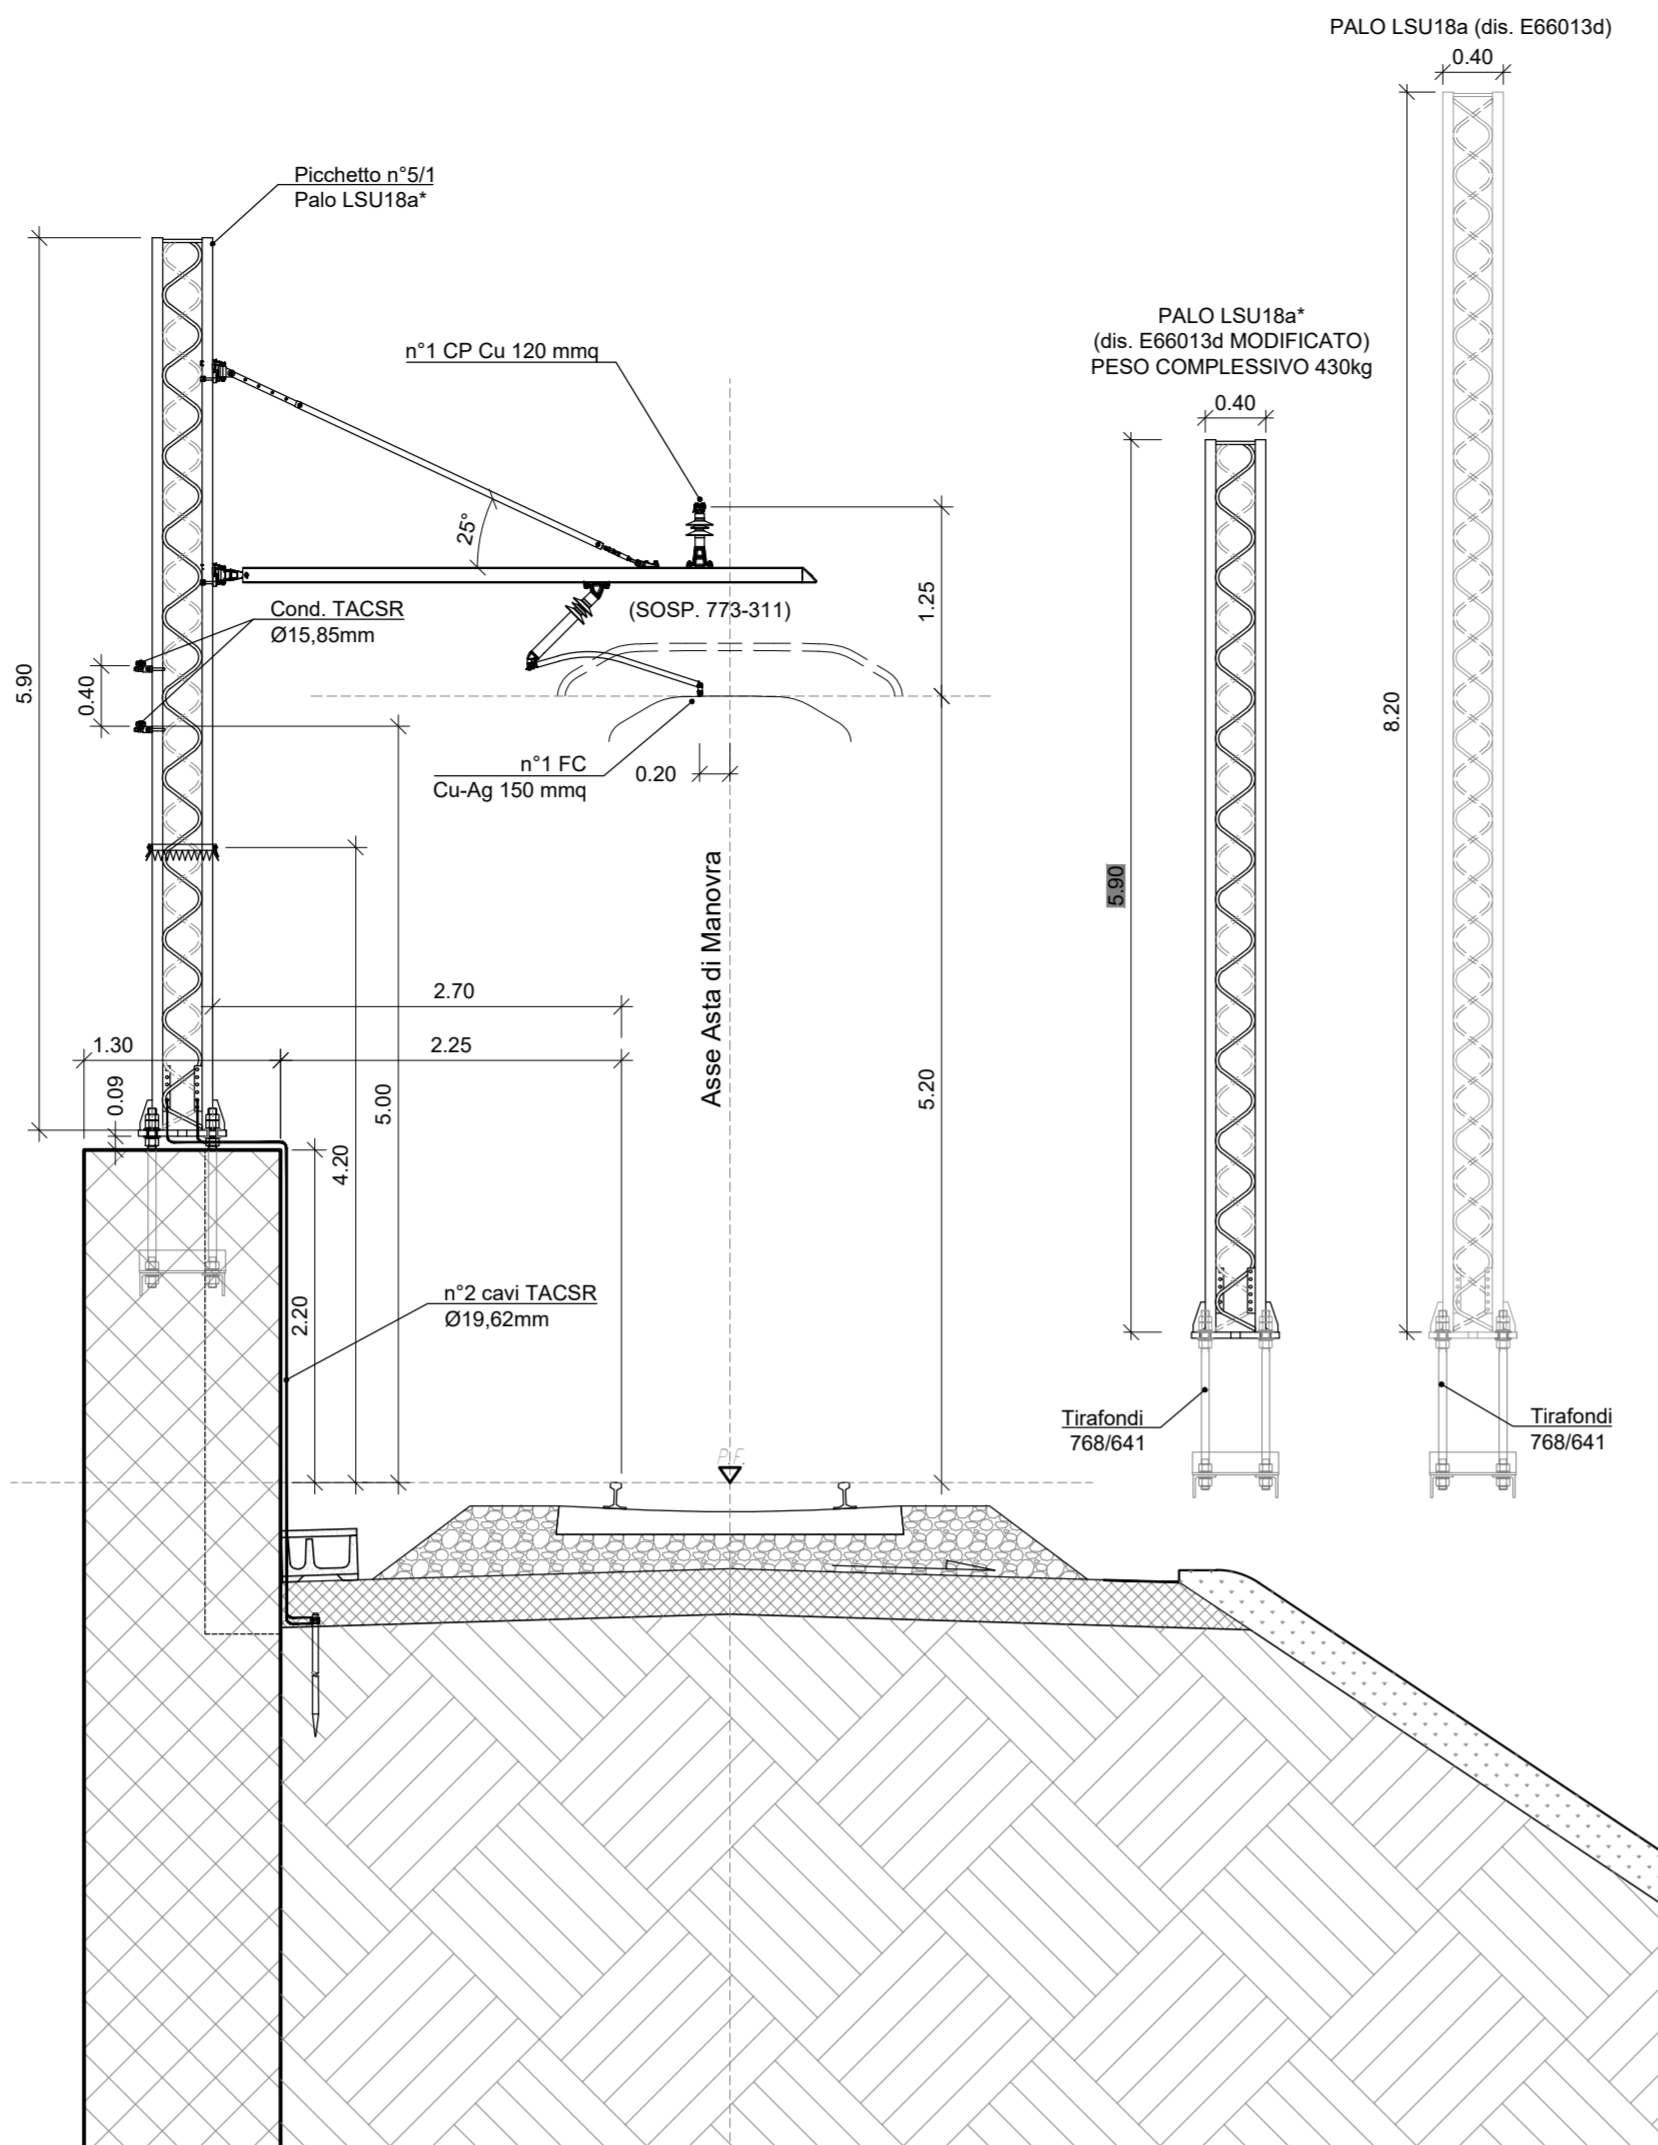 PALO LSU18a (dis. E66013d)
0.40
Picchetto n°5/1
Palo LSU18a*
n°1 CP Cu 120 mmq
PALO LSU18a*
(dis. E66013d MODIFICATO)
PESO COMPLESSIVO 430kg
0.40
25°
Cond. TACSR
Ø15,85mm
(SOSP. 773-311)
1.25
5.90
0.40
8.20
n°1 FC
Cu-Ag 150 mmq
0.20
5.90
Asse Asta di Manovra
2.70
1.30
2.25
0.09
5.00
5.20
4.20
n°2 cavi TACSR
Ø19,62mm
2.20
Tirafondi
768/641
Tirafondi
768/641
P.F.